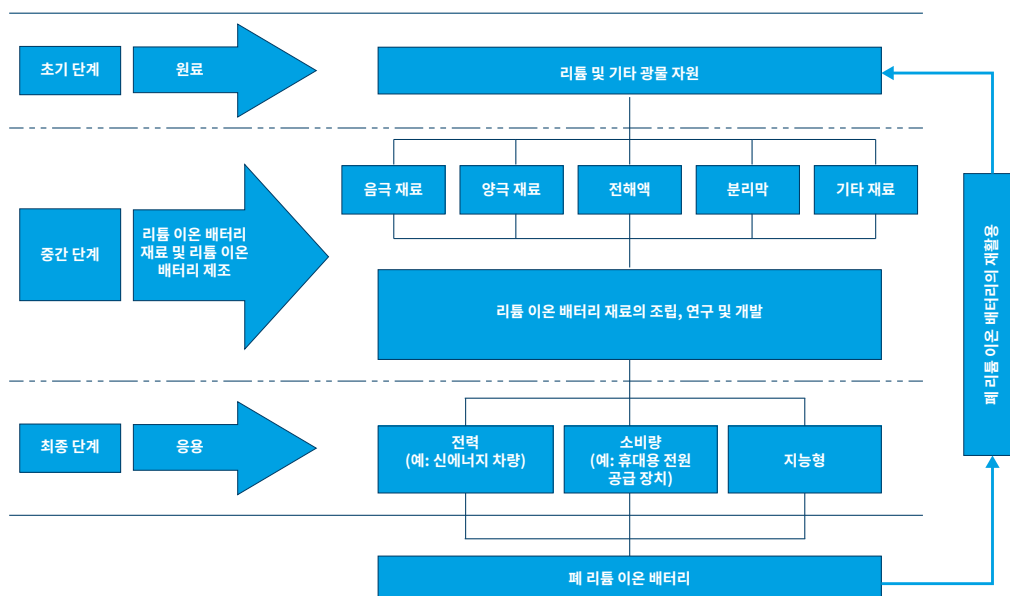 초기 단계
원료
리튬 및 기타 광물 자원
음극 재료
양극 재료
전해액
분리막
기타 재료
중간 단계
리튬 이온 배터리
재료 및 리튬 이온
배터리 제조
리튬 이온 배터리 재료의 조립, 연구 및 개발
폐 리튬 이온 배터리의 재활용
최종 단계
응용
전력
(예: 신에너지 차량)
소비량
(예: 휴대용 전원
공급 장치)
지능형
폐 리튬 이온 배터리